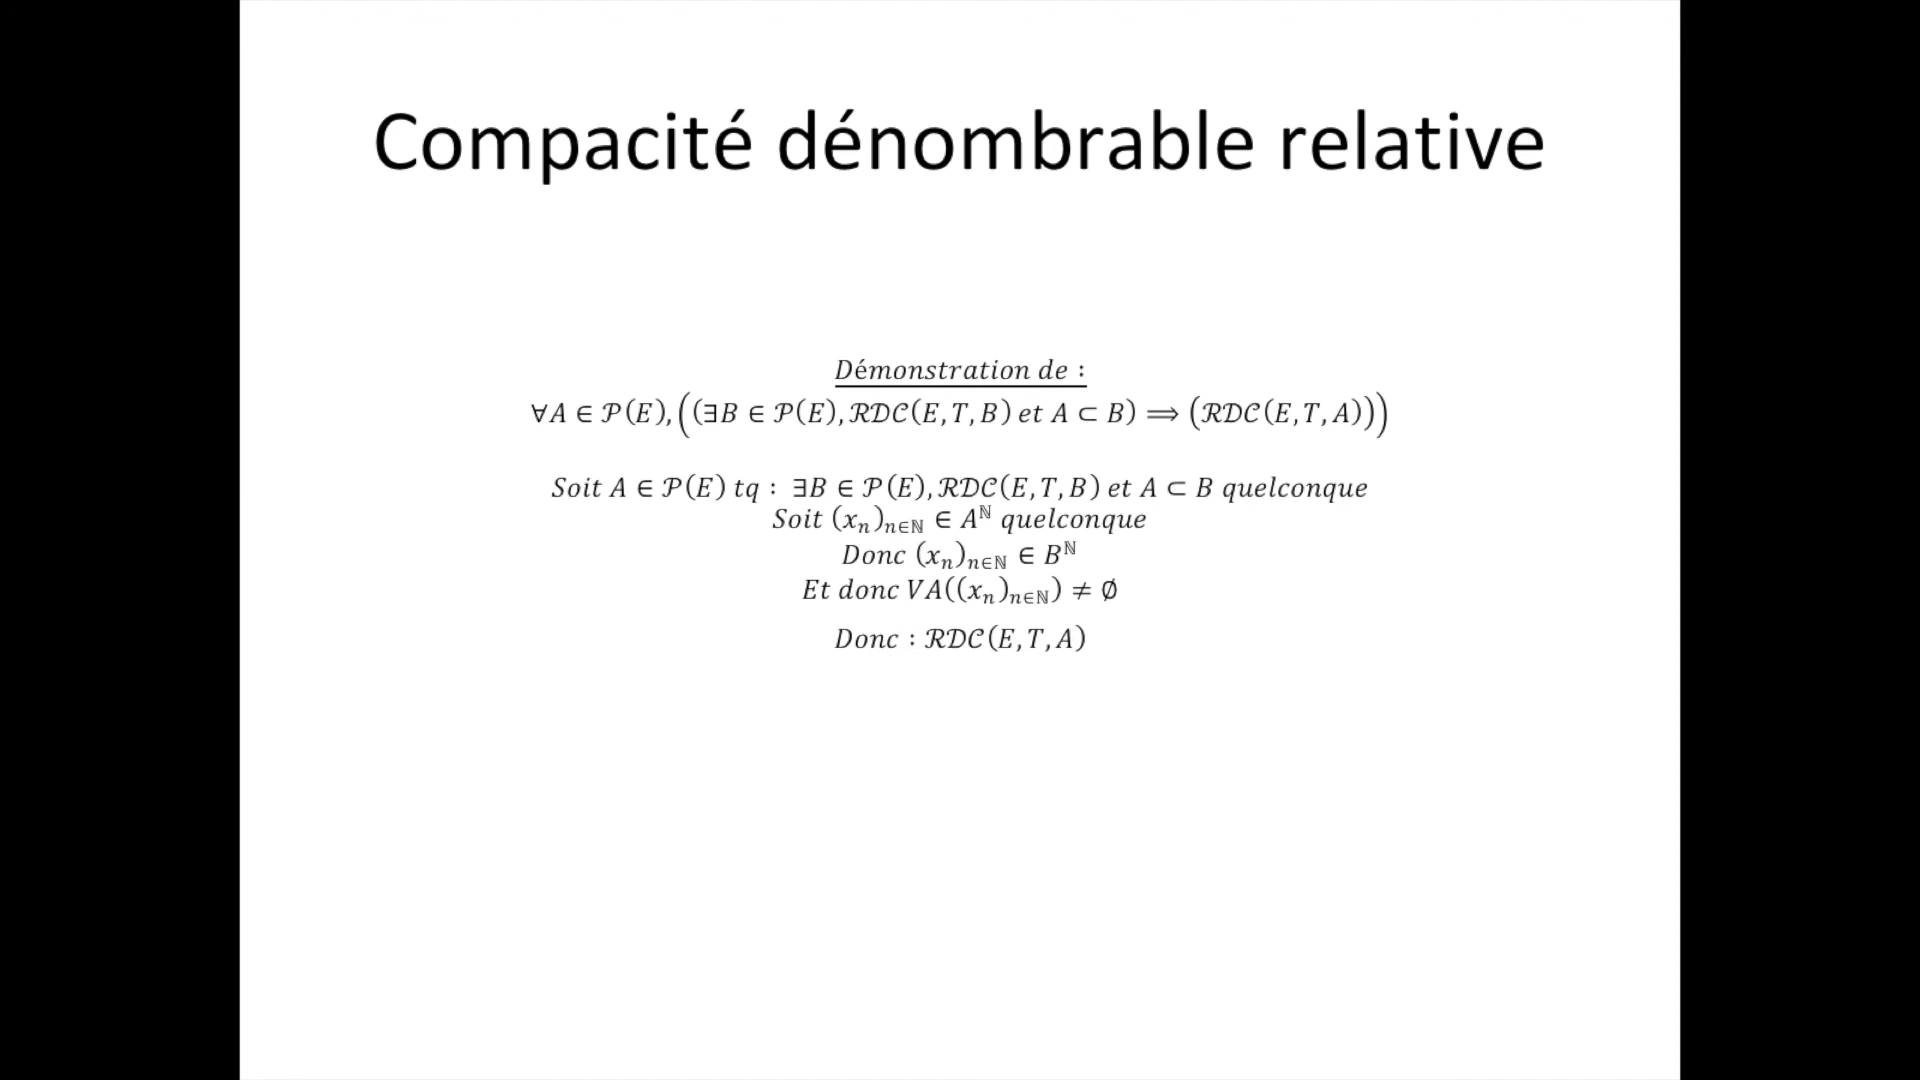 Compacité dénombrable relative
Démonstration de :
∀A ∈ 𝒫(E), ((∃B ∈ 𝒫(E), ℛ𝒟𝒞(E, T, B) et A ⊂ B) ⟹ (ℛ𝒟𝒞(E, T, A)))
Soit A ∈ 𝒫(E) tq : ∃B ∈ 𝒫(E), ℛ𝒟𝒞(E, T, B) et A ⊂ B quelconque
Soit (xₙ)ₙ∈ℕ ∈ Aᴺ quelconque
Donc (xₙ)ₙ∈ℕ ∈ Bᴺ
Et donc VA((xₙ)ₙ∈ℕ) ≠ ∅
Donc : ℛ𝒟𝒞(E, T, A)